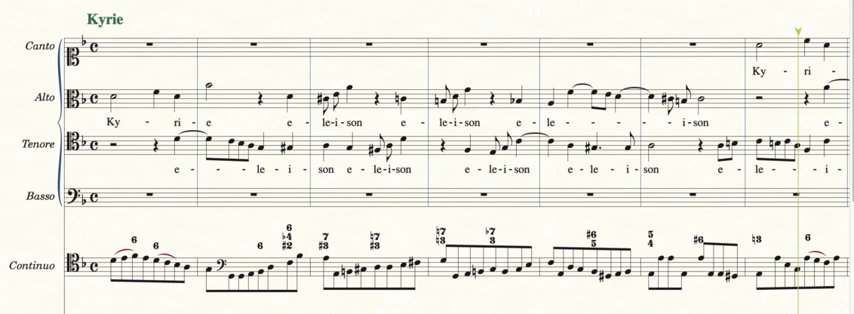 Kyrie
Canto
Ky - ri -
Alto
Ky - ri - e e - le - i - son e - le - i - son e - - le - - - - - i - son
Tenore
e - - le - i - son e - le - i - son e - le - i - son e - le - i - son e - le - - i -
Basso
6 6 6 6 ♭4 ♯2 ♮7 ♯3 ♮7 ♯3 ♮7 ♮3 ♭7 3 ♯6 5 5 4 ♯6 ♮3 6
Continuo